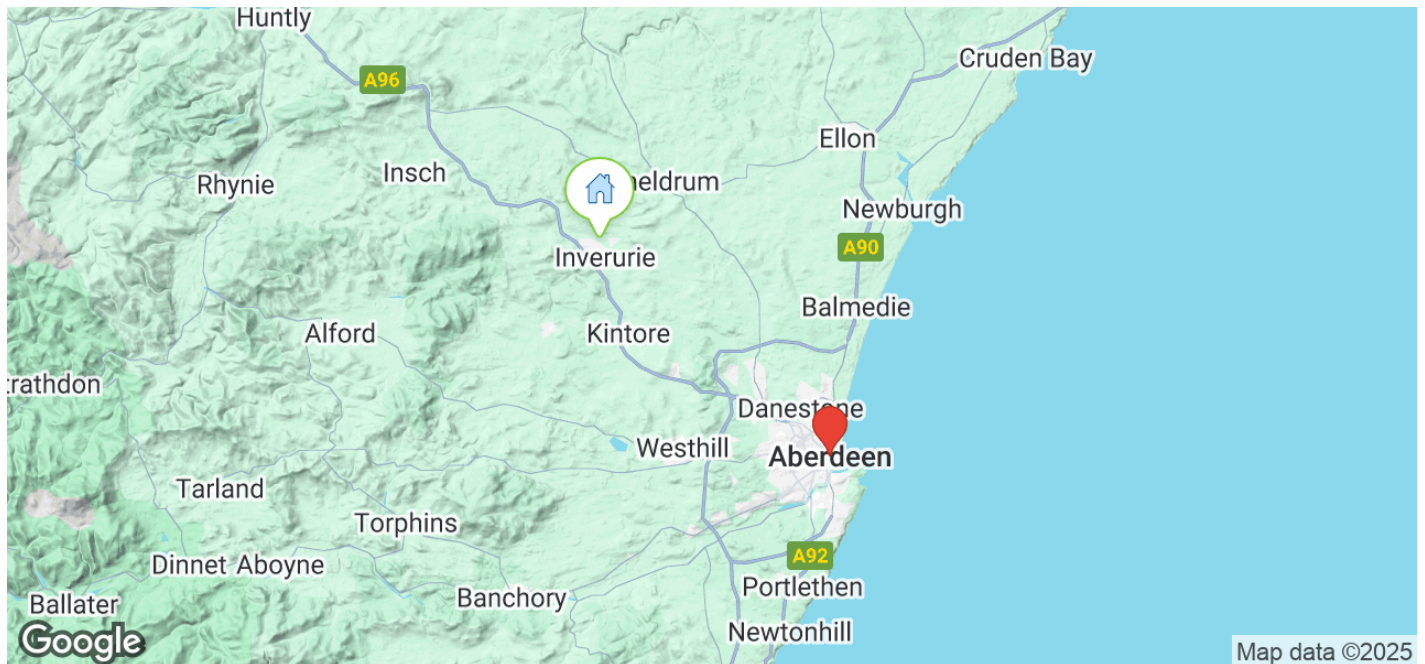 Huntly
Cruden Bay
A96
Ellon
Insch
Rhynie
neldrum
Newburgh
A90
Inverurie
Balmedie
Alford
Kintore
trathdon
Danestone
Westhill
Aberdeen
Tarland
Torphins
A92
Dinnet Aboyne
Portlethen
Banchory
Ballater
Newtonhill
Google
Map data ©2025